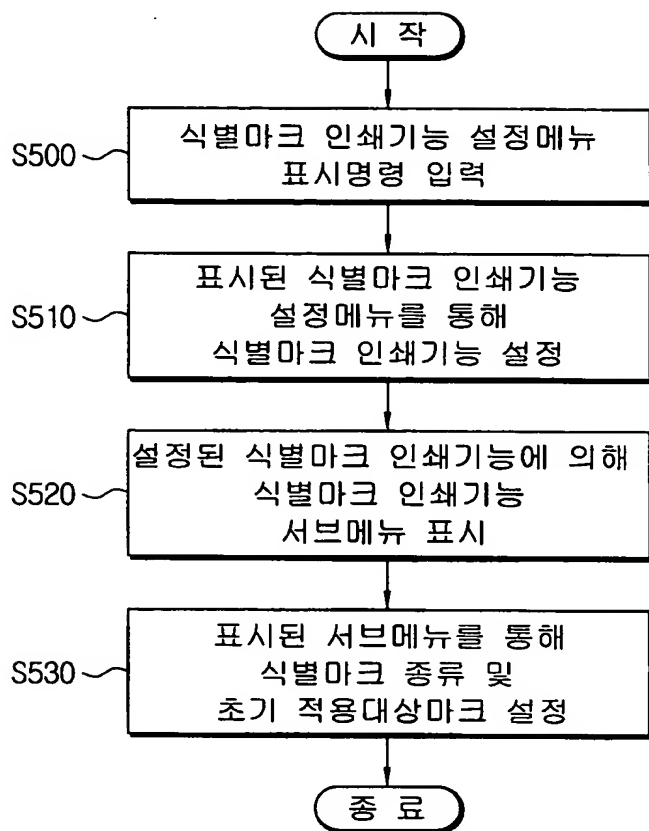 시 작
S500
식별마크 인쇄기능 설정메뉴
표시명령 입력
S510
표시된 식별마크 인쇄기능
설정메뉴를 통해
식별마크 인쇄기능 설정
S520
설정된 식별마크 인쇄기능에 의해
식별마크 인쇄기능
서브메뉴 표시
S530
표시된 서브메뉴를 통해
식별마크 종류 및
초기 적용대상마크 설정
종 료